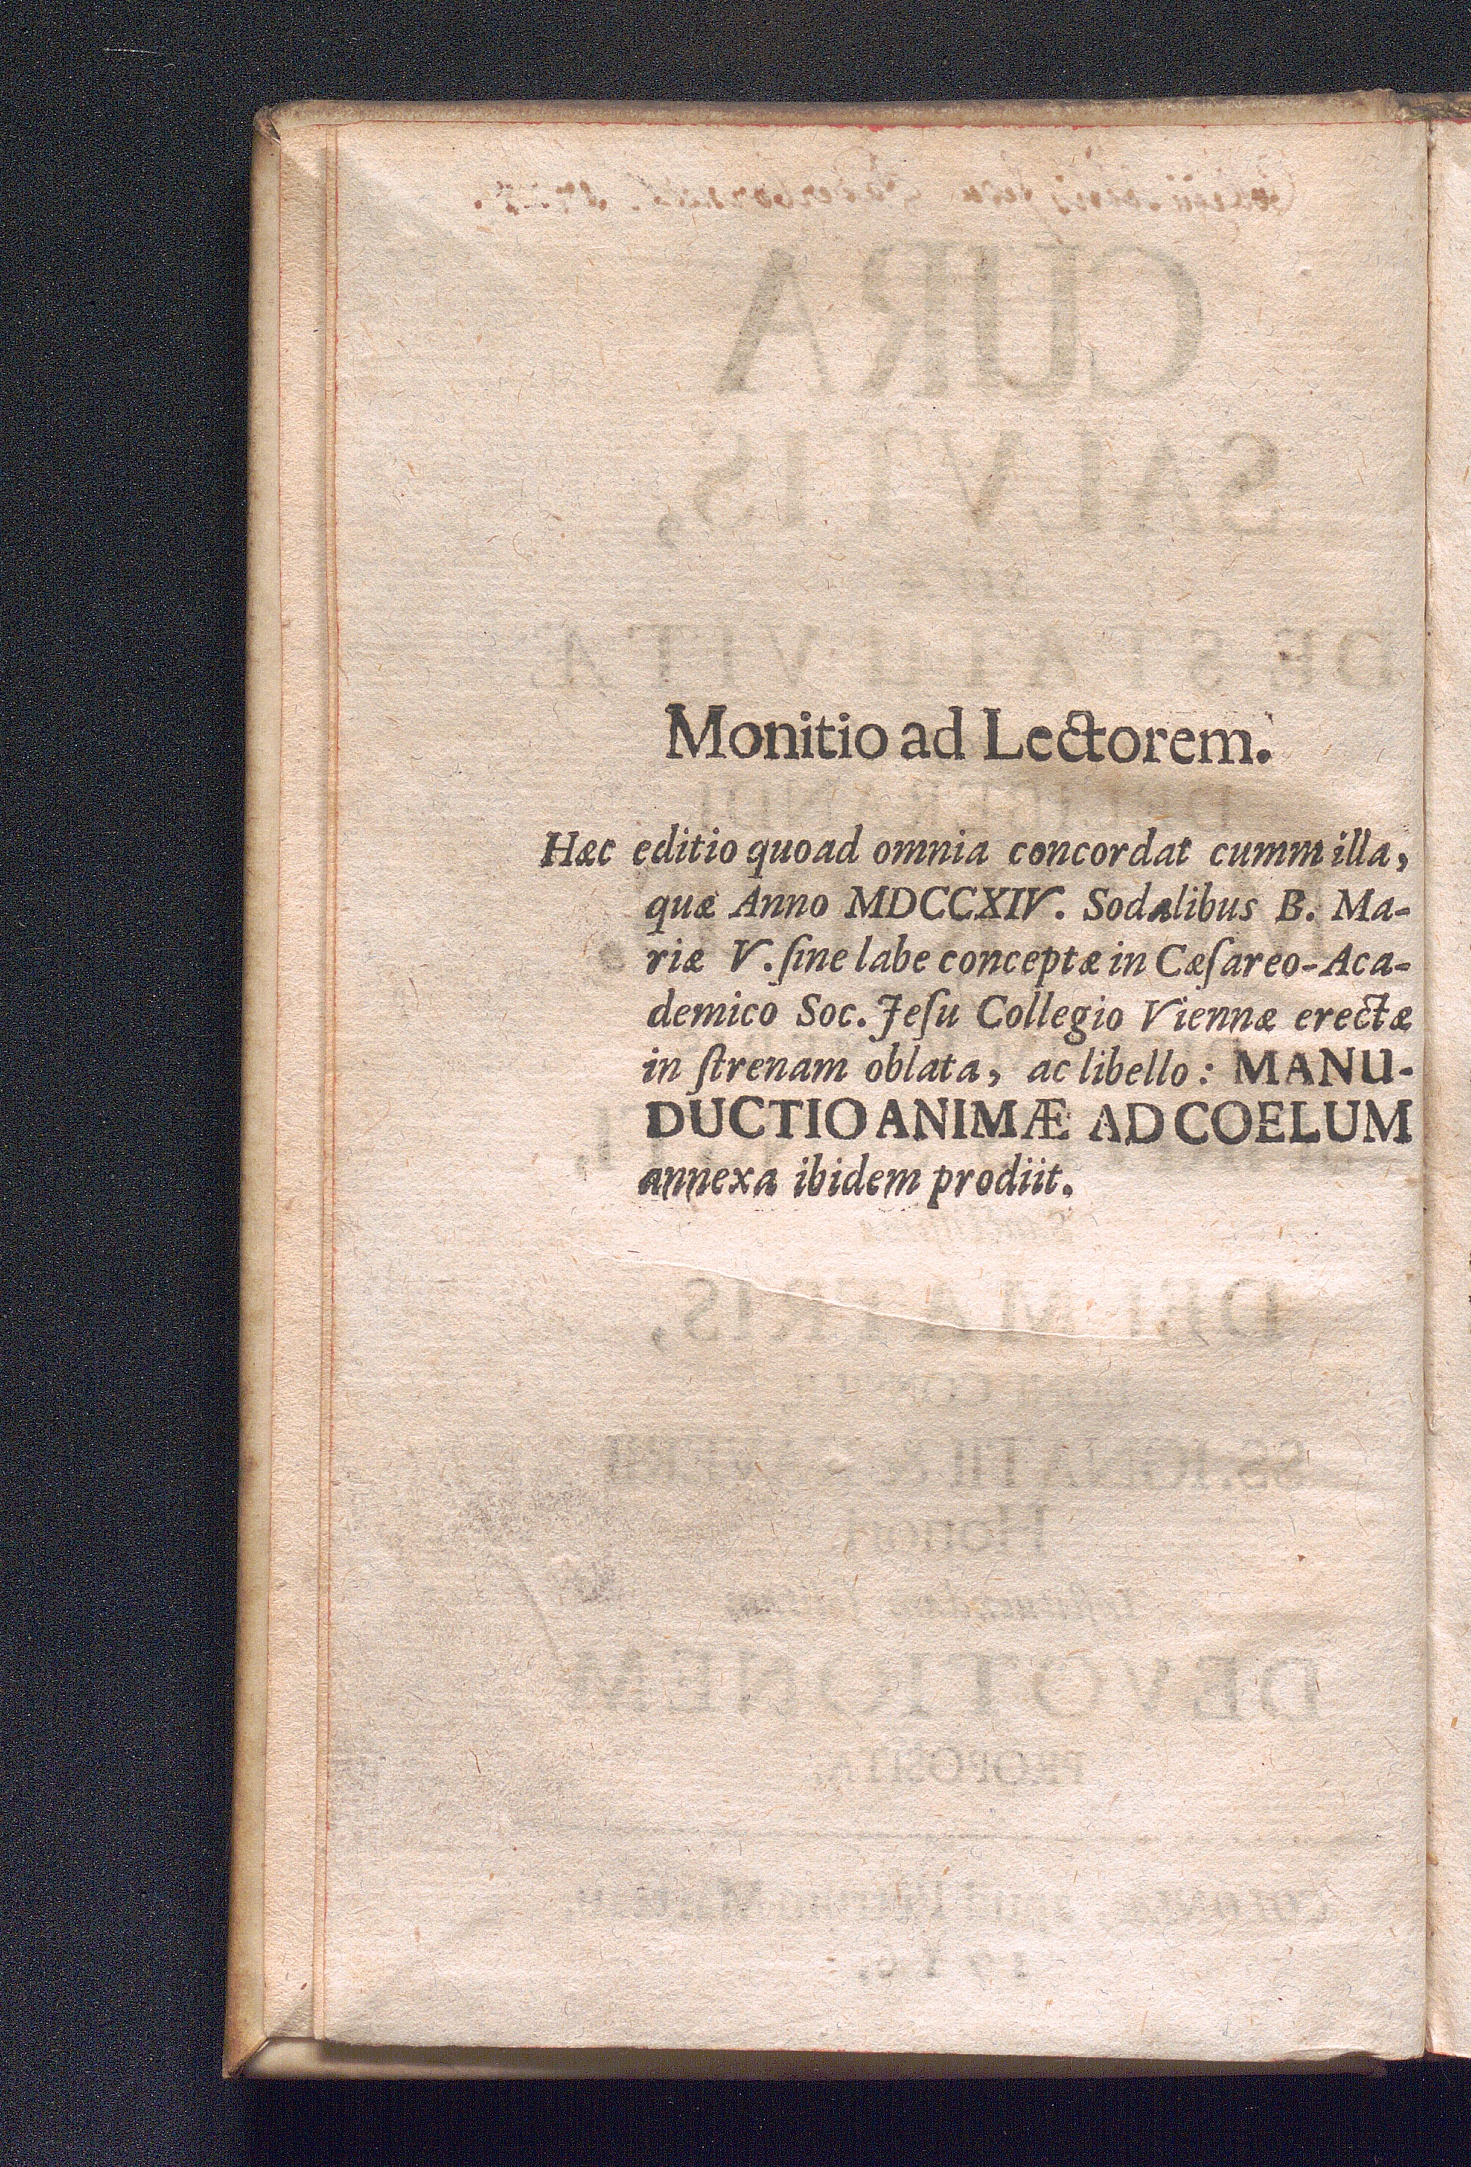 Monitio ad Lectorem.
Hæc editio quoad omnia concordat cumm illa,
quæ Anno MDCCXIV. Sodalibus B. Ma-
riæ V. ſine labe conceptæ in Cæſareo-Aca-
demico Soc. Jeſu Collegio Viennæ erectæ
in ſtrenam oblata, ac libello: MANU-
DUCTIO ANIMÆ AD COELUM
annexa ibidem prodiit.